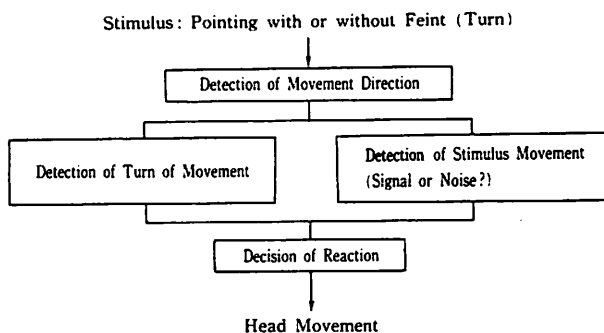 Stimulus: Pointing with or without Feint (Turn)
Detection of Movement Direction
Detection of Turn of Movement
Detection of Stimulus Movement
(Signal or Noise?)
Decision of Reaction
Head Movement